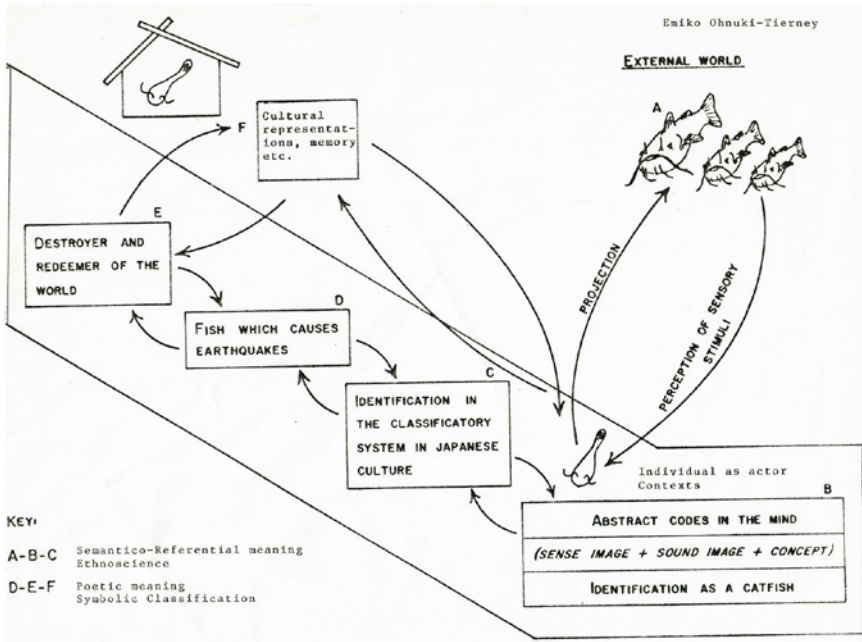 Emiko Ohnuki-Tierney
EXTERNAL WORLD
A
F
Cultural
representat-
ions, memory
etc.
E
DESTROYER AND
REDEEMER OF THE
WORLD
D
FISH WHICH CAUSES
EARTHQUAKES
C
IDENTIFICATION IN
THE CLASSIFICATORY
SYSTEM IN JAPANESE
CULTURE
PROJECTION
PERCEPTION OF SENSORY
STIMULI
Individual as actor
Contexts
B
ABSTRACT CODES IN THE MIND
(SENSE IMAGE + SOUND IMAGE + CONCEPT)
IDENTIFICATION AS A CATFISH
KEY:
A-B-C Semantico-Referential meaning
Ethnoscience
D-E-F Poetic meaning
Symbolic Classification